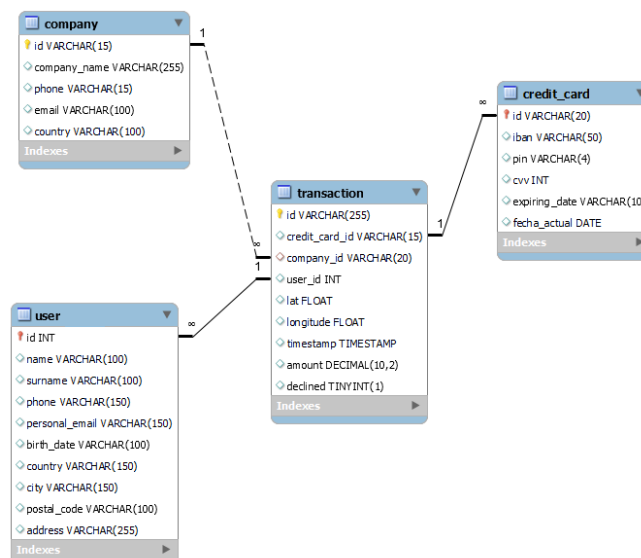 company
id VARCHAR(15)
company_name VARCHAR(255)
phone VARCHAR(15)
email VARCHAR(100)
country VARCHAR(100)
Indexes
1
∞
credit_card
id VARCHAR(20)
iban VARCHAR(50)
pin VARCHAR(4)
cvv INT
expiring_date VARCHAR(10
fecha_actual DATE
Indexes
∞
1
transaction
id VARCHAR(255)
credit_card_id VARCHAR(15)
company_id VARCHAR(20)
user_id INT
lat FLOAT
longitude FLOAT
timestamp TIMESTAMP
amount DECIMAL(10,2)
declined TINYINT(1)
Indexes
1
∞
user
id INT
name VARCHAR(100)
surname VARCHAR(100)
phone VARCHAR(150)
personal_email VARCHAR(150)
birth_date VARCHAR(100)
country VARCHAR(150)
city VARCHAR(150)
postal_code VARCHAR(100)
address VARCHAR(255)
Indexes